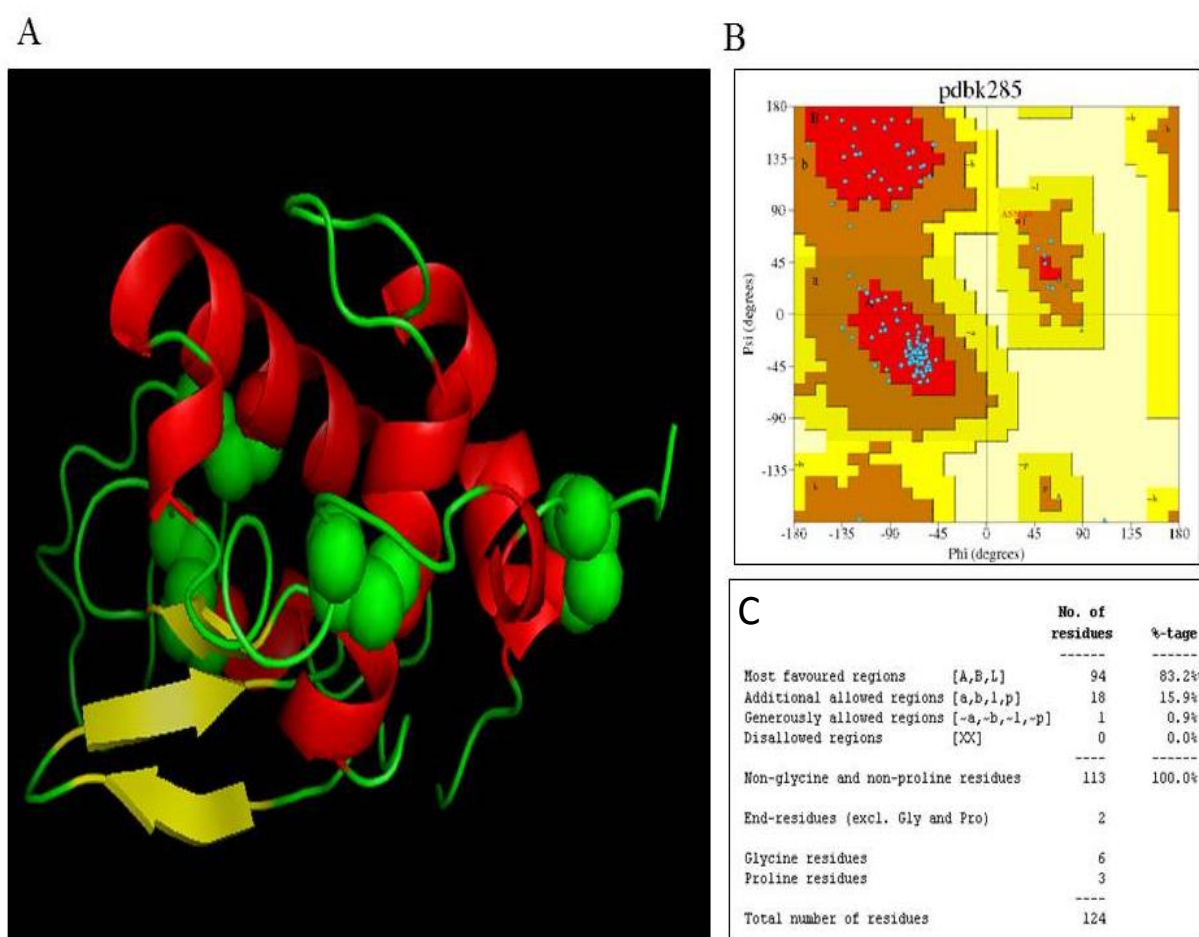 A
B
pdbk285
180
135
90
45
0
-45
-90
-135
Psi (degrees)
B
b
~b
b
~l
l
a
~a
~b
b
~p
p
~b
-180 -135 -90 -45 0 45 90 135 180
Phi (degrees)
C
No. of
residues %-tage
------ ------
Most favoured regions [A,B,L] 94 83.2%
Additional allowed regions [a,b,l,p] 18 15.9%
Generously allowed regions [~a,~b,~l,~p] 1 0.9%
Disallowed regions [XX] 0 0.0%
---- ------
Non-glycine and non-proline residues 113 100.0%
End-residues (excl. Gly and Pro) 2
Glycine residues 6
Proline residues 3
----
Total number of residues 124